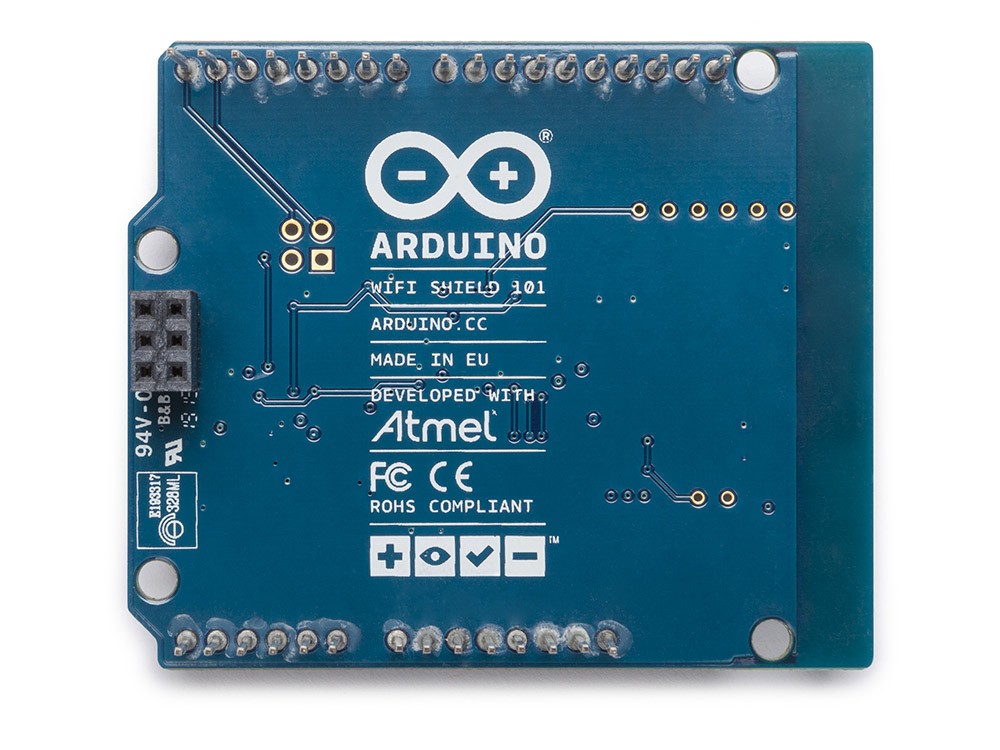 ®
ARDUINO
WIFI SHIELD 101
ARDUINO.CC
MADE IN EU
DEVELOPED WITH
Atmel
FC CE
ROHS COMPLIANT
TM
94V-0
B&B
E193317
328ML